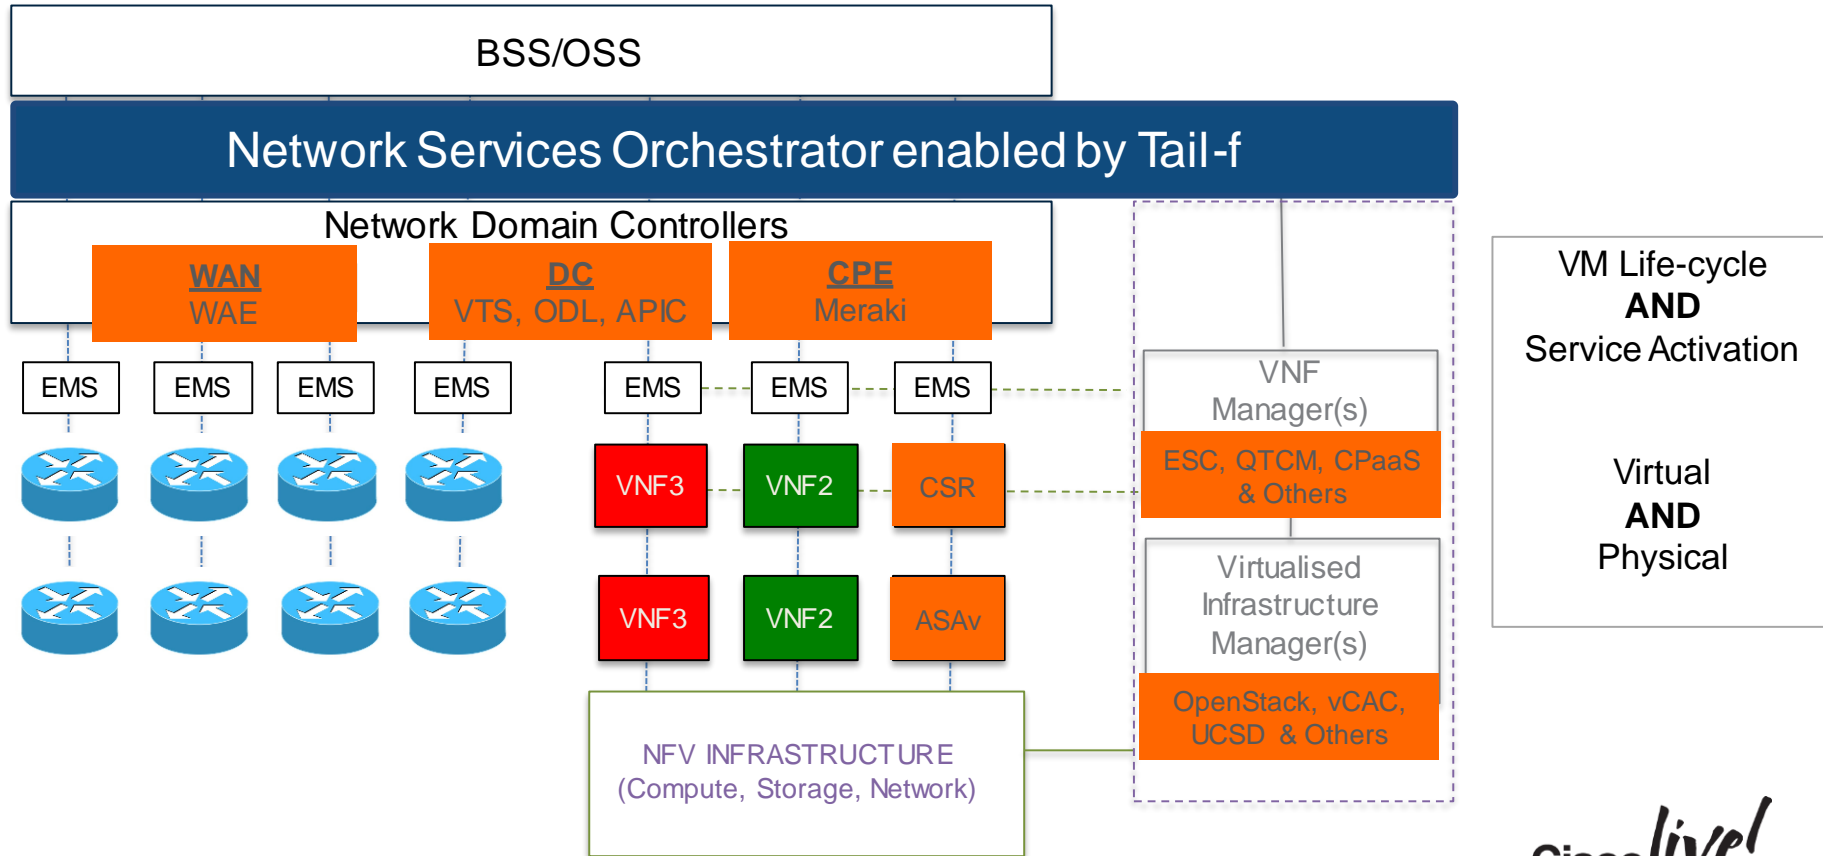 BSS/OSS
Network Services Orchestrator enabled by Tail-f
Network Domain Controllers
WAN
WAE
DC
VTS, ODL, APIC
CPE
Meraki
EMS
EMS
EMS
EMS
EMS
EMS
EMS
VNF3
VNF2
CSR
VNF3
VNF2
ASAv
NFV INFRASTRUCTURE
(Compute, Storage, Network)
VNF
Manager(s)
ESC, QTCM, CPaaS
& Others
Virtualised
Infrastructure
Manager(s)
OpenStack, vCAC,
UCSD & Others
VM Life-cycle
AND
Service Activation
Virtual
AND
Physical
Cisco live!